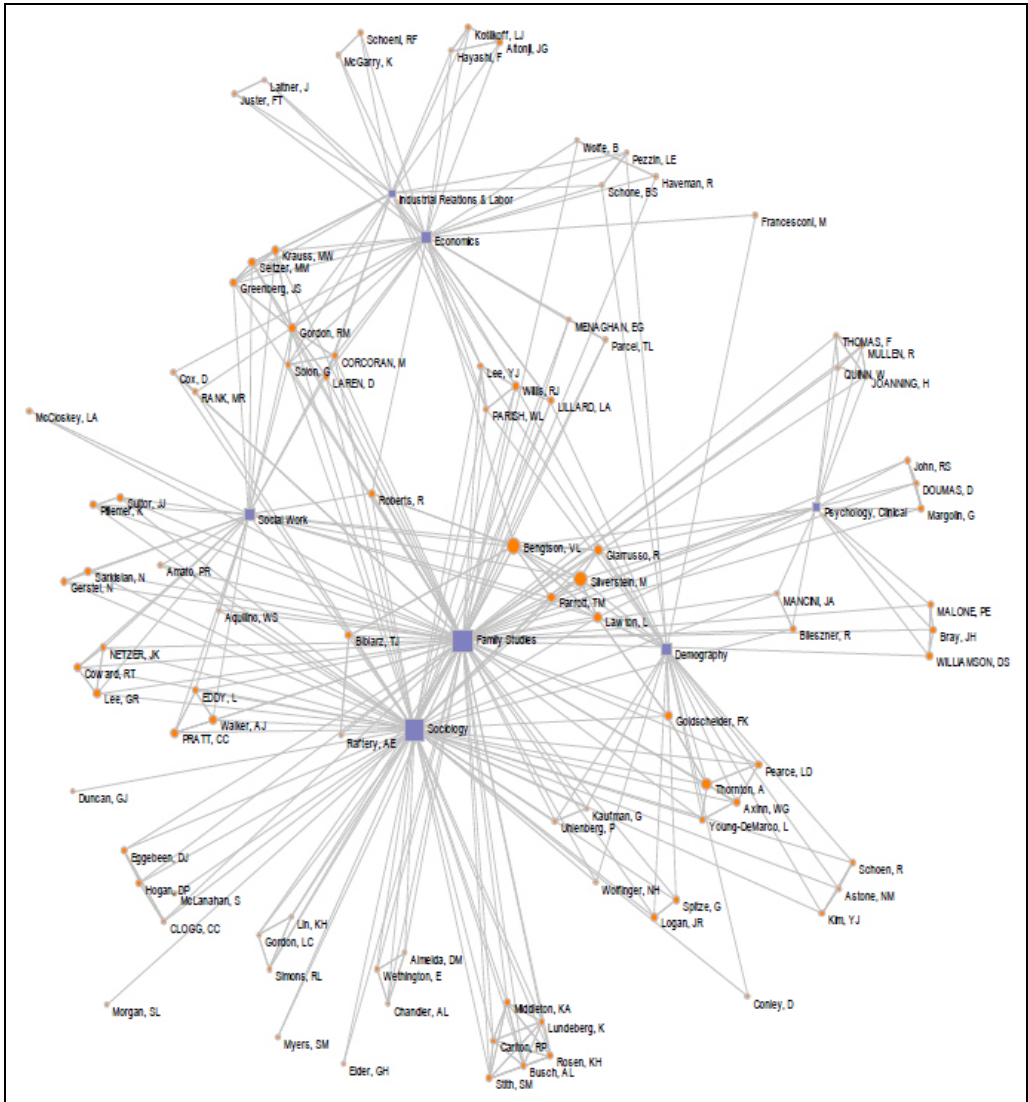 Schoeni, RF
Kotlikoff, LJ
Altonji, JG
Hayashi, F
McGarry, K
Laitner, J
Juster, FT
Wolfe, B
Pezzin, LE
Haveman, R
Schone, BS
Industrial Relations & Labor
Francesconi, M
Economics
Krauss, MW
Seltzer, MM
Greenberg, JS
MENAGHAN, EG
Gordon, RM
Parcel, TL
THOMAS, F
MULLEN, R
CORCORAN, M
Solon, G
Cox, D
LAREN, D
Lee, YJ
QUINN, W
JOANNING, H
Willis, RJ
RANK, MR
LILLARD, LA
PARISH, WL
McCloskey, LA
John, RS
DOUMAS, D
Roberts, R
Suitor, JJ
Pillemer, K
Social Work
Psychology, Clinical
Margolin, G
Bengtson, VL
Giarrusso, R
Amato, PR
Sarkisian, N
Gerstel, N
Silverstein, M
Parrott, TM
MANCINI, JA
MALONE, PE
Aquilino, WS
Lawton, L
Biblarz, TJ
Family Studies
Blieszner, R
Bray, JH
NETZER, JK
Demography
WILLIAMSON, DS
Coward, RT
Lee, GR
EDDY, L
Walker, AJ
Goldscheider, FK
PRATT, CC
Raftery, AE
Sociology
Pearce, LD
Thornton, A
Duncan, GJ
Axinn, WG
Kaufman, G
Uhlenberg, P
Young-DeMarco, L
Eggebeen, DJ
Schoen, R
Hogan, DP
McLanahan, S
Wolfinger, NH
Astone, NM
Spitze, G
CLOGG, CC
Lin, KH
Logan, JR
Kim, YJ
Gordon, LC
Almeida, DM
Simons, RL
Wethington, E
Conley, D
Morgan, SL
Chandler, AL
Middleton, KA
Lundeberg, K
Myers, SM
Carlton, RP
Rosen, KH
Elder, GH
Busch, AL
Stith, SM